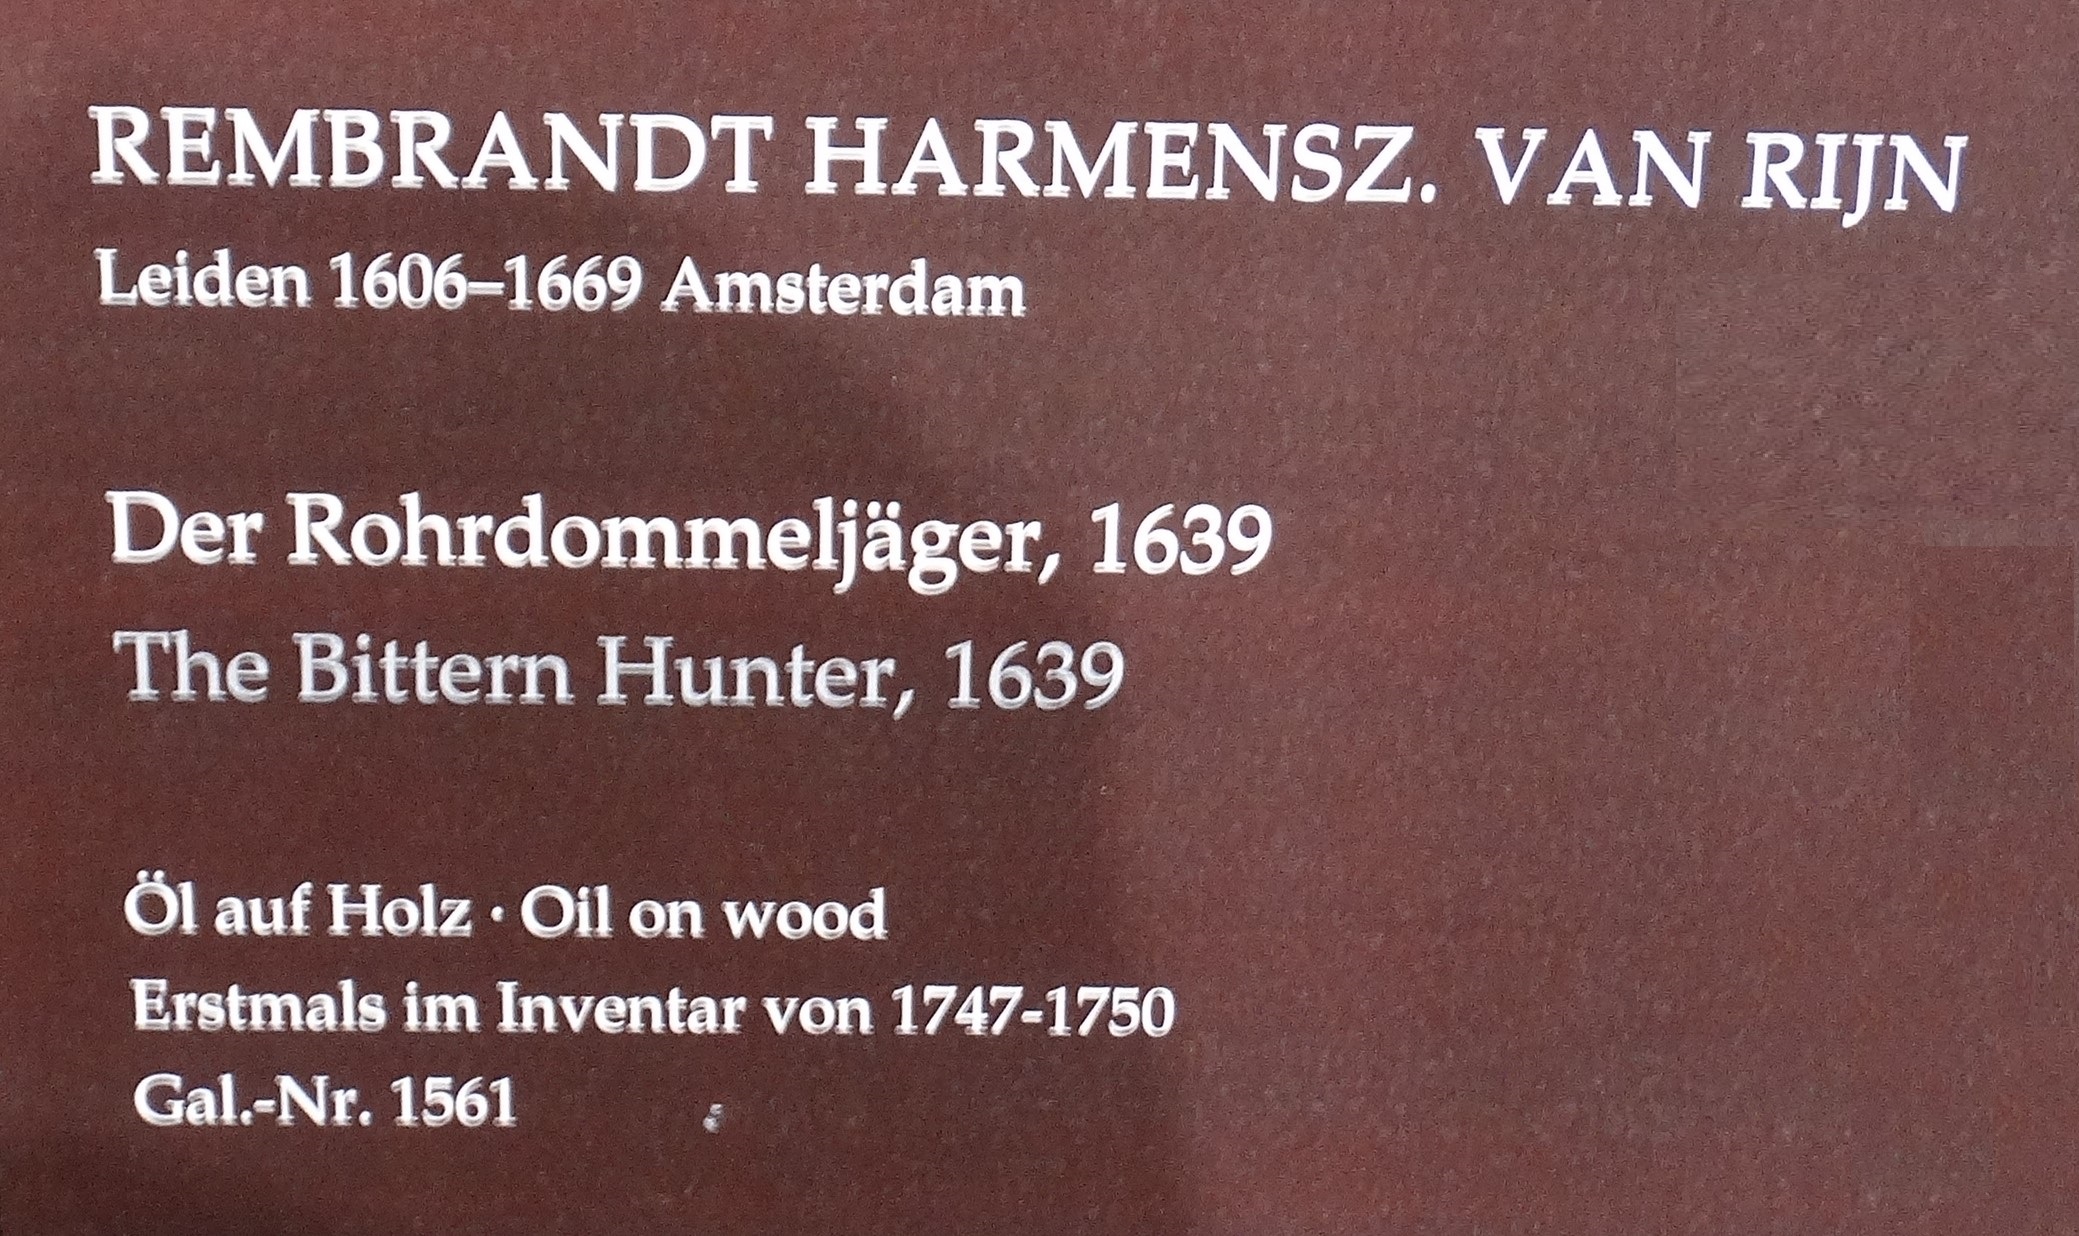 REMBRANDT HARMENSZ. VAN RIJN
Leiden 1606–1669 Amsterdam
Der Rohrdommeljäger, 1639
The Bittern Hunter, 1639
Öl auf Holz · Oil on wood
Erstmals im Inventar von 1747-1750
Gal.-Nr. 1561